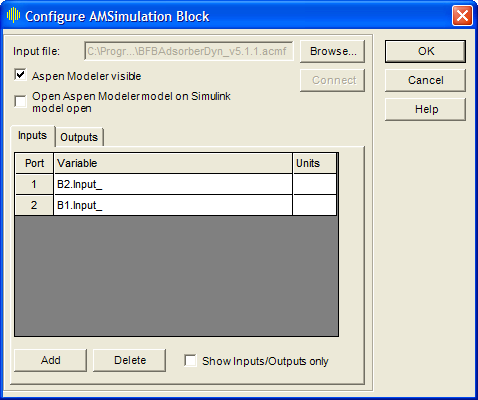 Configure AMSimulation Block
Input file: C:\Progr...\BFBAdsorberDyn_v5.1.1.acmf Browse... OK
Aspen Modeler visible Connect Cancel
Open Aspen Modeler model on Simulink
model open
Help
Inputs Outputs
Port Variable Units
1 B2.Input_
2 B1.Input_
Add Delete Show Inputs/Outputs only